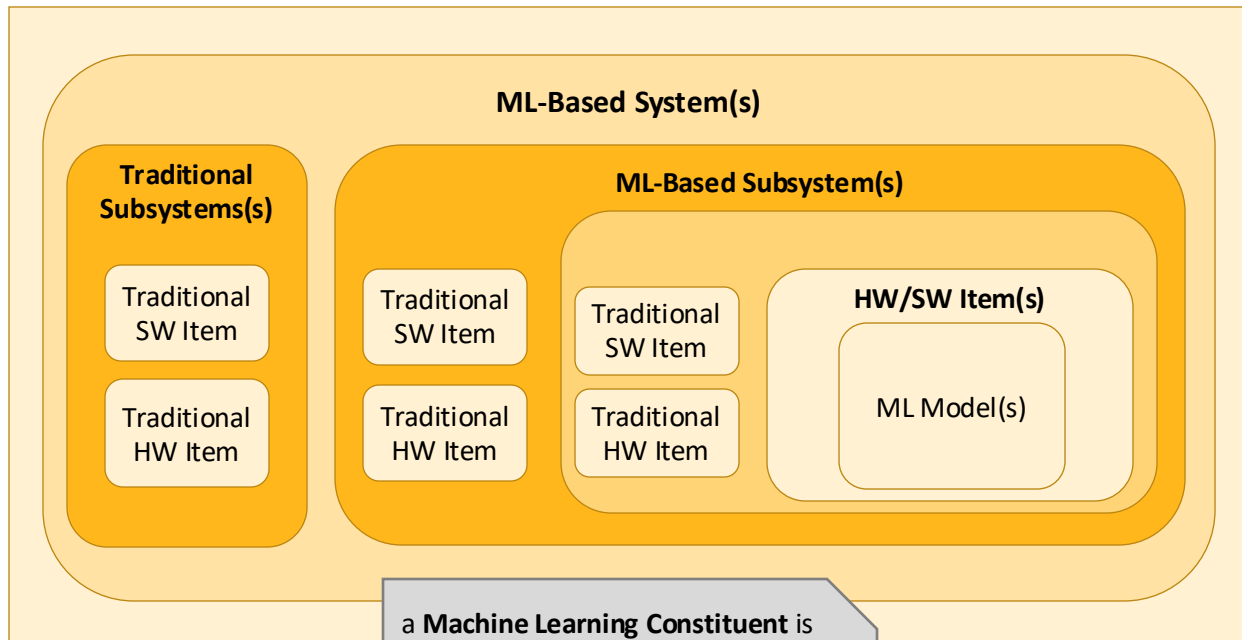 ML-Based System(s)
Traditional
Subsystems(s)
ML-Based Subsystem(s)
Traditional
SW Item
Traditional
HW Item
Traditional
SW Item
Traditional
HW Item
Traditional
SW Item
Traditional
HW Item
HW/SW Item(s)
ML Model(s)
a Machine Learning Constituent is